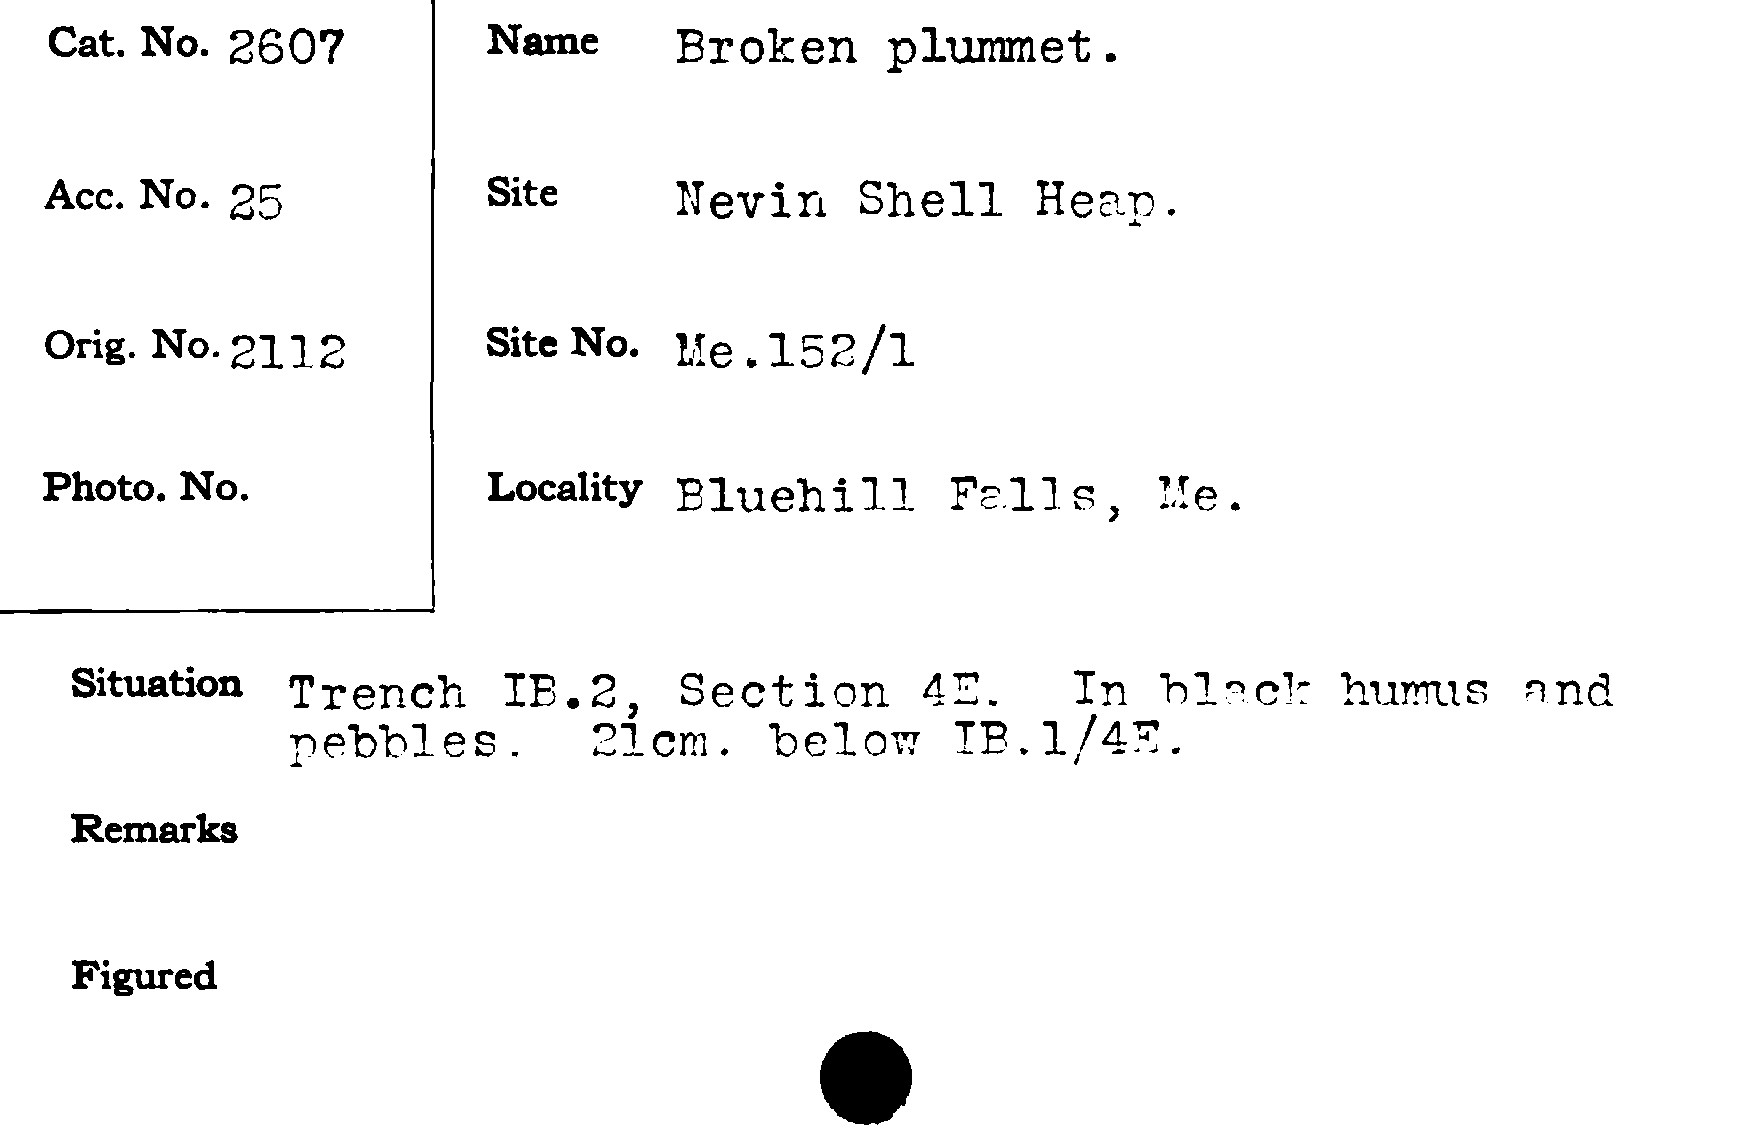 Cat. No. 2607
Name Broken plummet.
Acc. No. 25
Site Nevin Shell Heap.
Orig. No. 2112
Site No. Me.152/1
Photo. No.
Locality Bluehill Falls, Me.
Situation Trench IB.2, Section 4E. In black humus and
pebbles. 21cm. below IB.1/4E.
Remarks
Figured